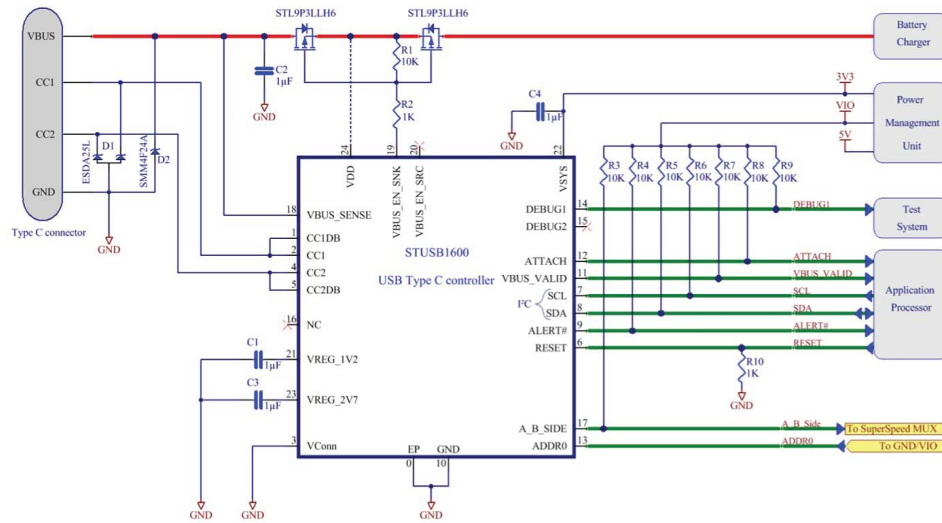 STL9P3LLH6
STL9P3LLH6
VBUS
Battery
Charger
R1
10K
C2
1µF
GND
CC1
R2
1K
C4
1µF
GND
3V3
VIO
5V
Power
Management
Unit
CC2
ESDA25L
D1
SMM4F24A
D2
24
19
20
22
VDD
VBUS_EN_SNK
VBUS_EN_SRC
VSYS
R3
10K
R4
10K
R5
10K
R6
10K
R7
10K
R8
10K
R9
10K
GND
Type C connector
GND
18
VBUS_SENSE
DEBUG1
14
DEBUG1
Test
System
DEBUG2
15
1
CC1DB
2
CC1
4
CC2
5
CC2DB
STUSB1600
USB Type C controller
ATTACH
12
ATTACH
VBUS_VALID
11
VBUS_VALID
I²C
SCL
7
SCL
SDA
8
SDA
ALERT#
9
ALERT#
RESET
6
RESET
Application
Processor
16
NC
C1
1µF
21
VREG_1V2
R10
1K
GND
C3
1µF
23
VREG_2V7
A_B_SIDE
17
A_B_Side
To SuperSpeed MUX
3
VConn
ADDR0
13
ADDR0
To GND/VIO
EP
GND
0
10
GND
GND
GND